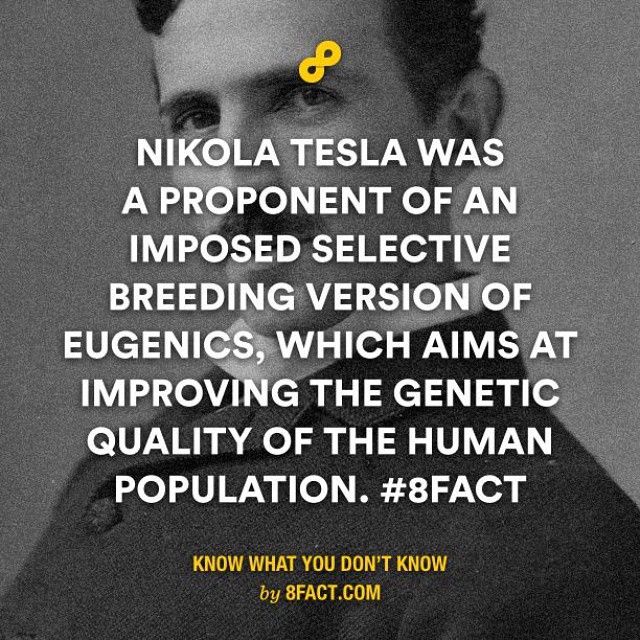 NIKOLA TESLA WAS
A PROPONENT OF AN
IMPOSED SELECTIVE
BREEDING VERSION OF
EUGENICS, WHICH AIMS AT
IMPROVING THE GENETIC
QUALITY OF THE HUMAN
POPULATION. #8FACT
KNOW WHAT YOU DON'T KNOW
by 8FACT.COM